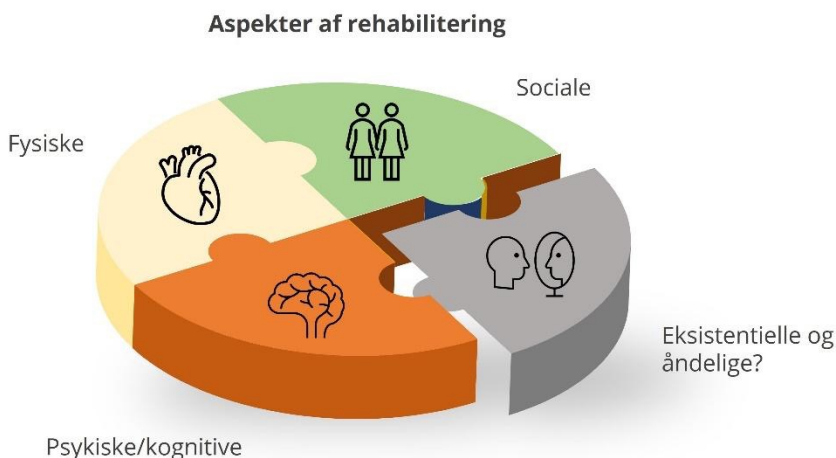 Aspekter af rehabilitering
Sociale
Fysiske
Eksistentielle og
åndelige?
Psykiske/kognitive